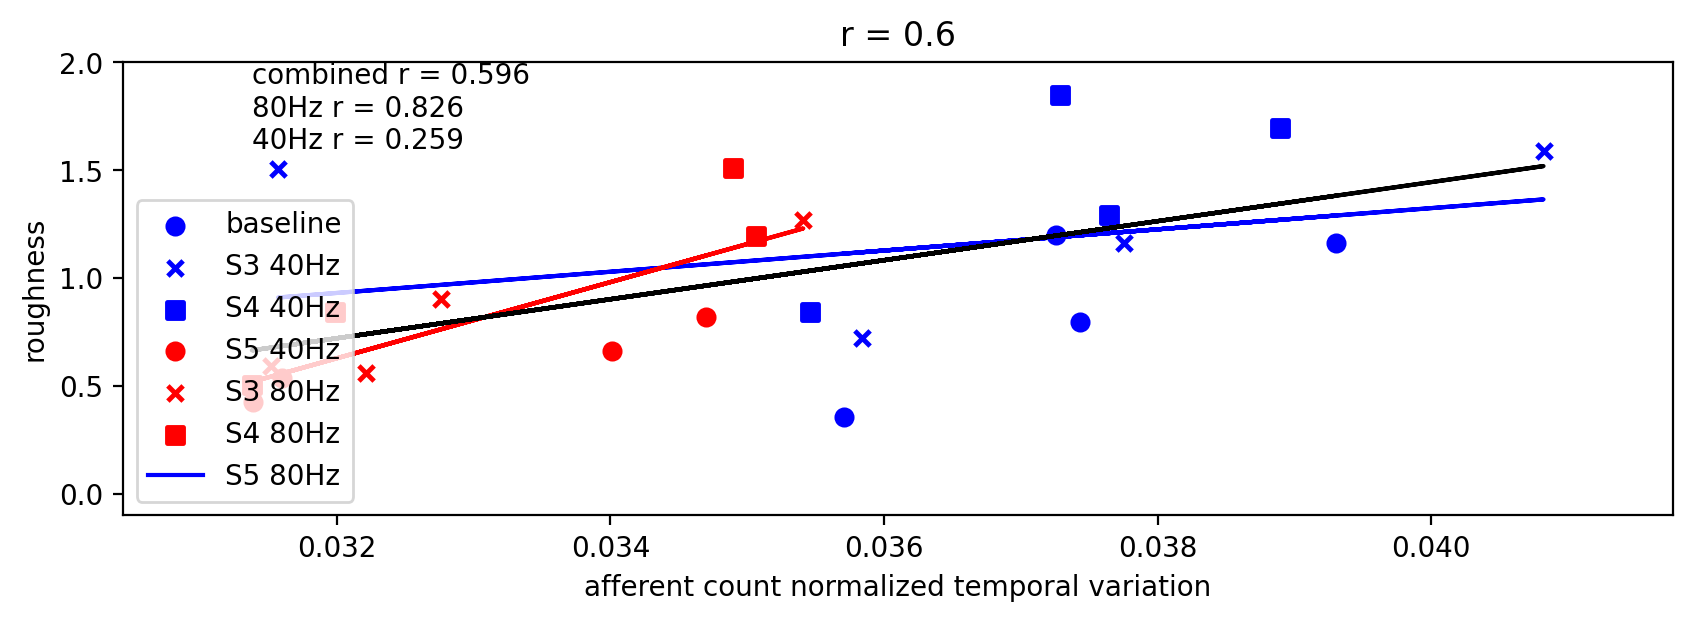 r = 0.6
combined r = 0.596
80Hz r = 0.826
40Hz r = 0.259
2.0
1.5
1.0
0.5
0.0
roughness
baseline
S3 40Hz
S4 40Hz
S5 40Hz
S3 80Hz
S4 80Hz
S5 80Hz
0.032 0.034 0.036 0.038 0.040
afferent count normalized temporal variation